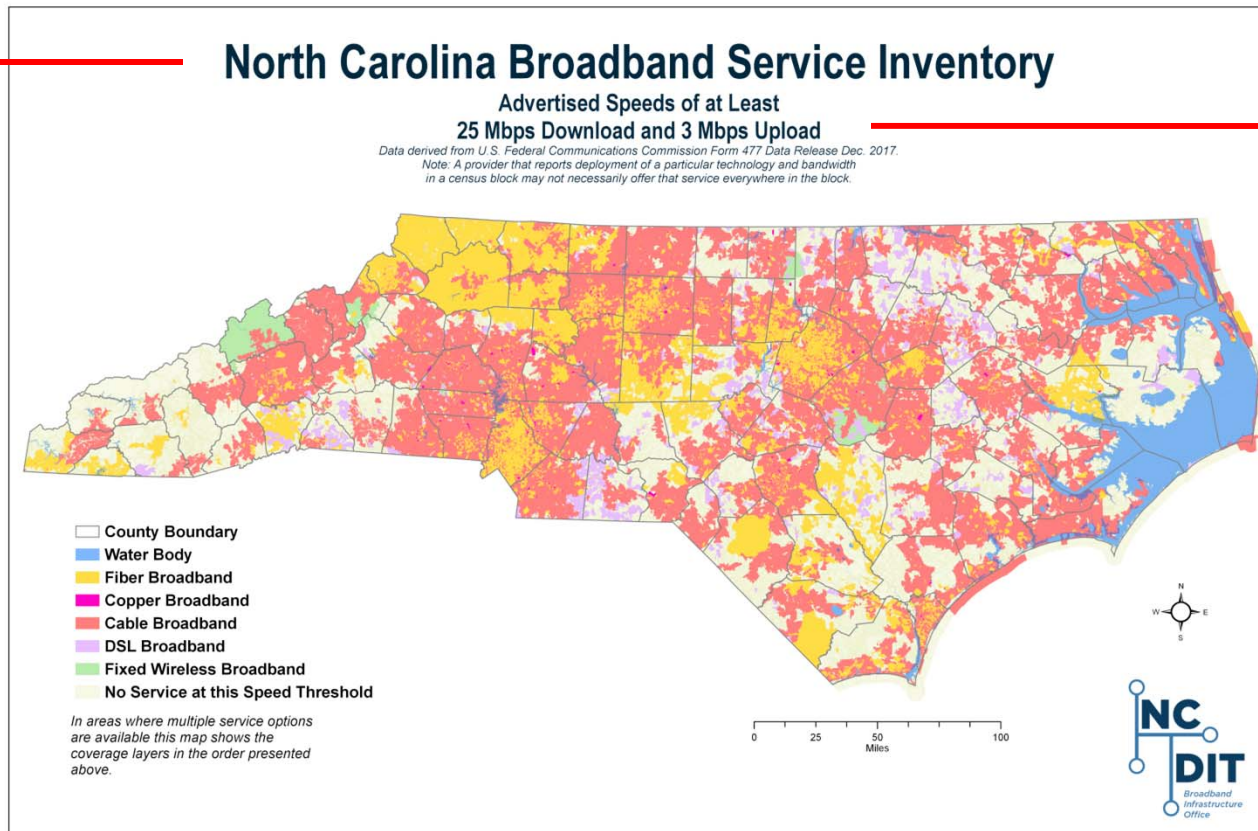 North Carolina Broadband Service Inventory
Advertised Speeds of at Least
25 Mbps Download and 3 Mbps Upload
Data derived from U.S. Federal Communications Commission Form 477 Data Release Dec. 2017.
Note: A provider that reports deployment of a particular technology and bandwidth
in a census block may not necessarily offer that service everywhere in the block.
County Boundary
Water Body
Fiber Broadband
Copper Broadband
Cable Broadband
DSL Broadband
Fixed Wireless Broadband
No Service at this Speed Threshold
In areas where multiple service options
are available this map shows the
coverage layers in the order presented
above.
N
W E
S
0 25 50 100
Miles
NC
DIT
Broadband
Infrastructure
Office